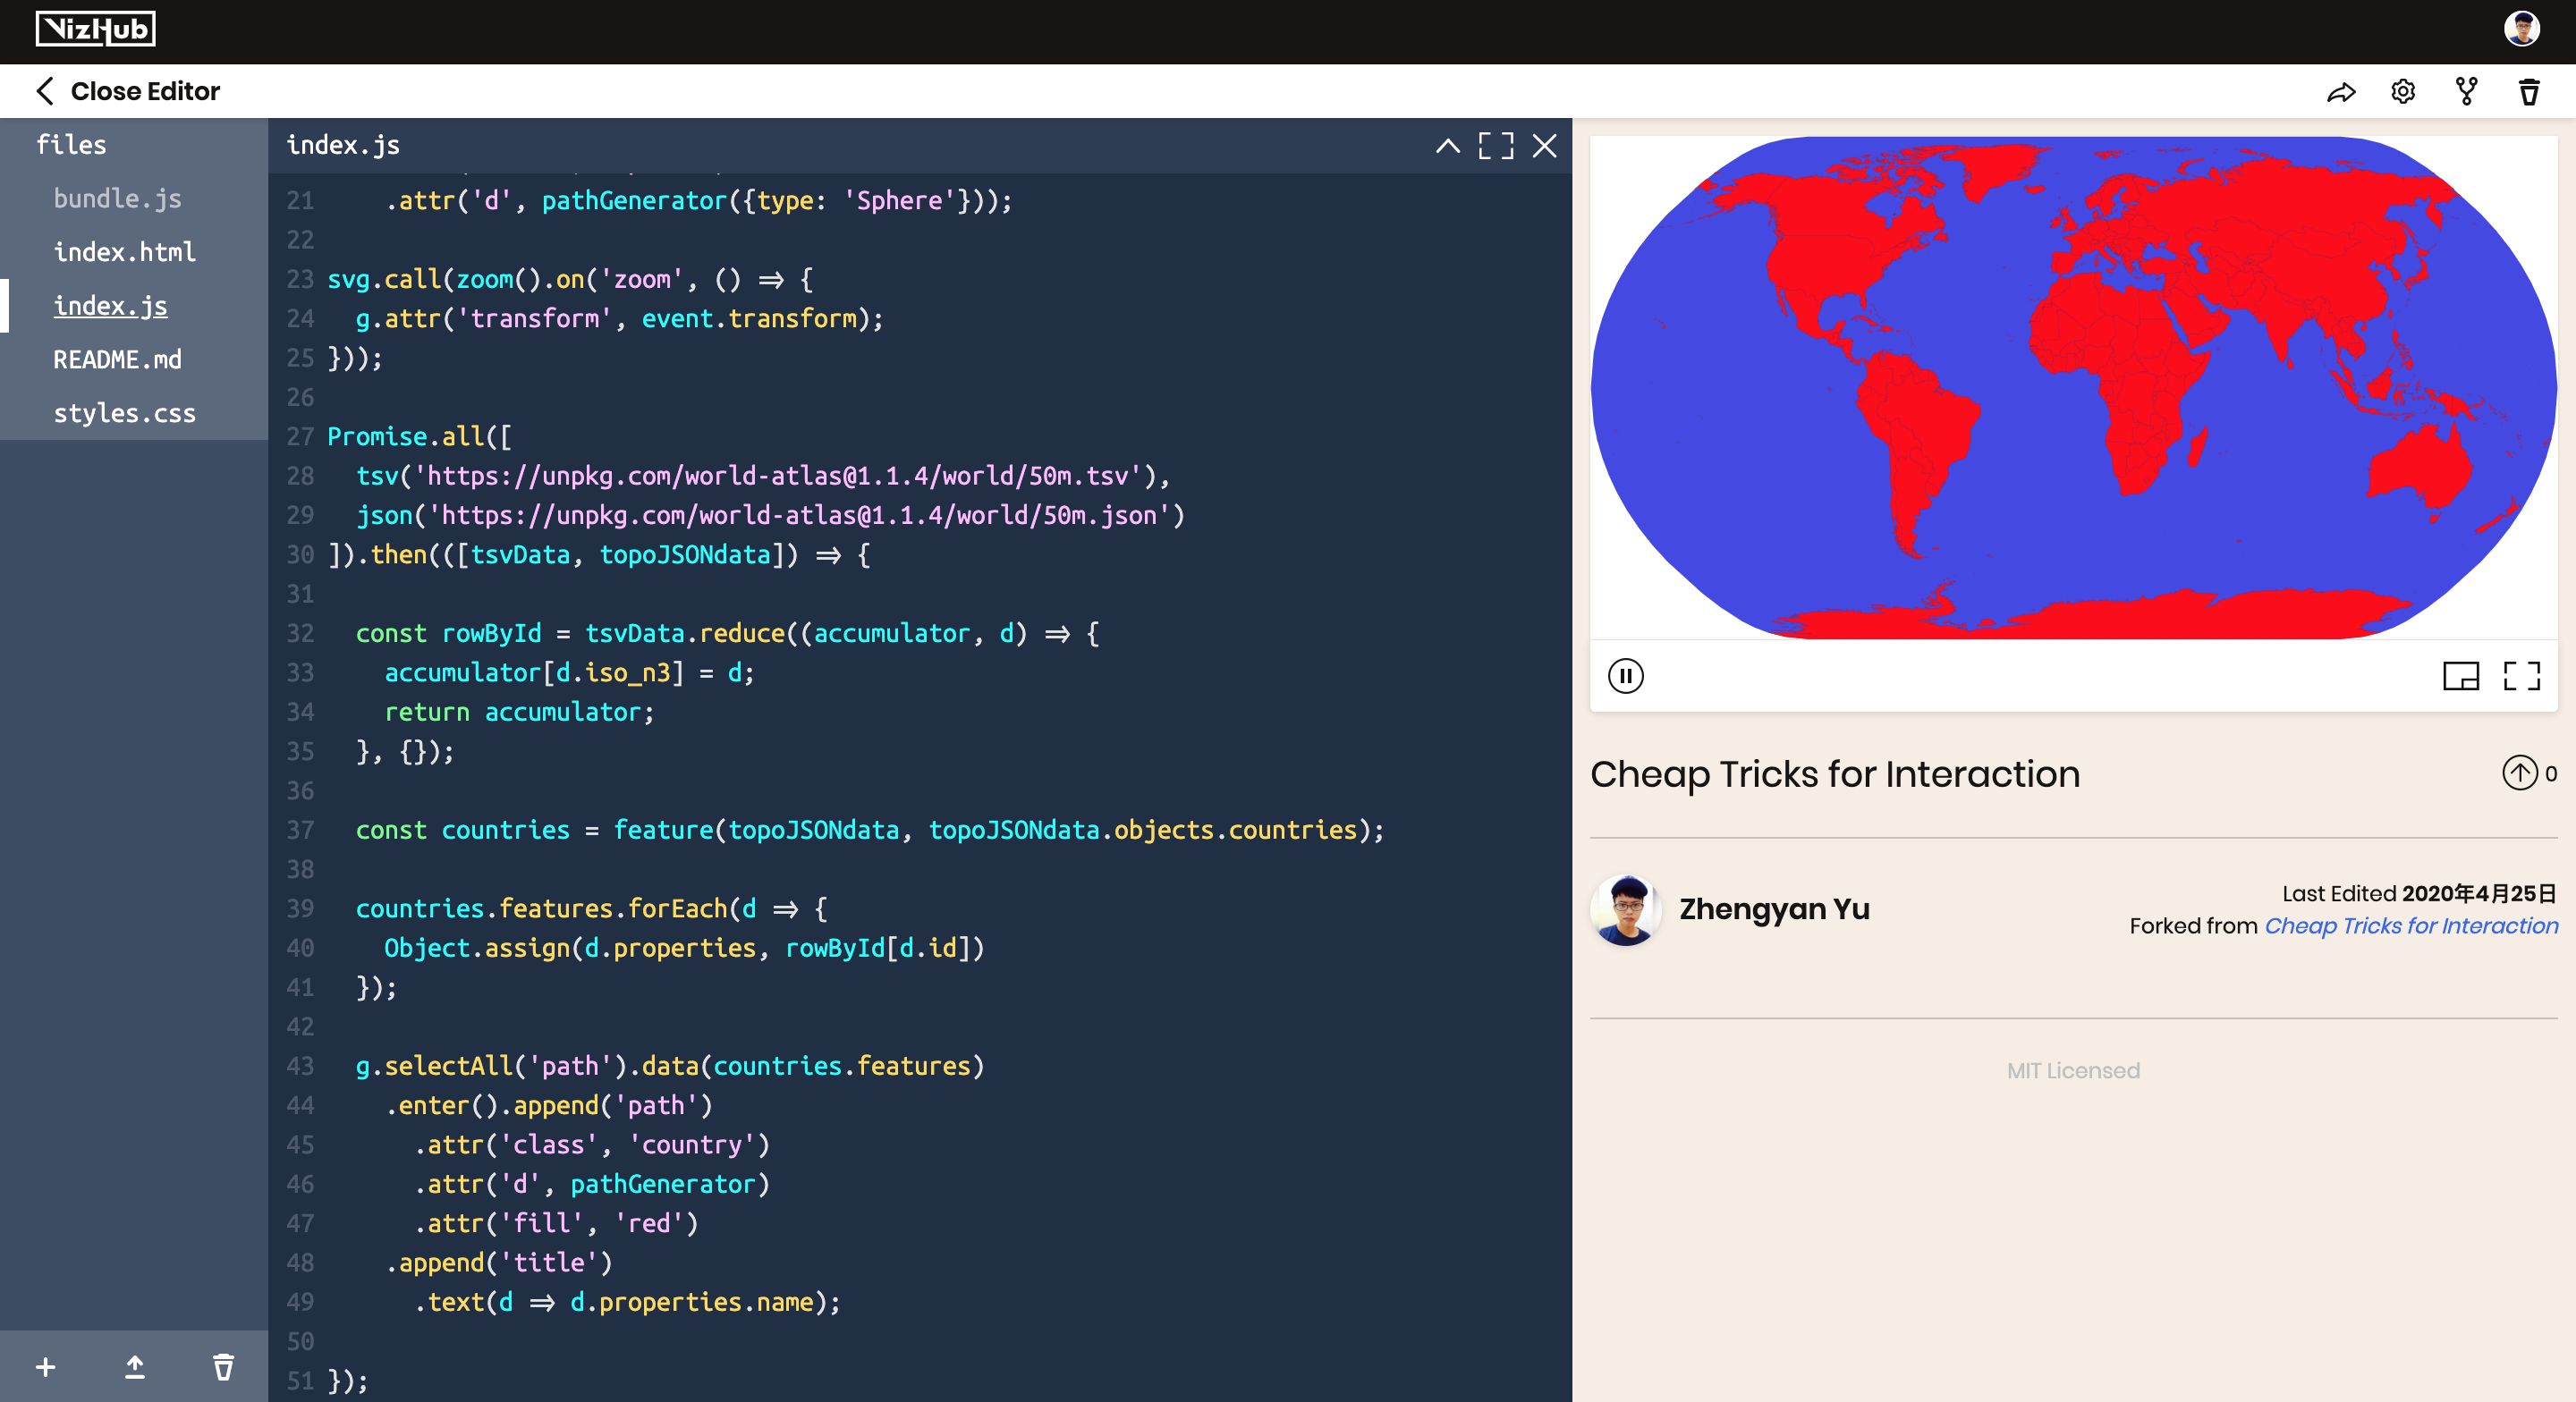 VizHub
Close Editor
files
bundle.js
index.html
index.js
README.md
styles.css
index.js
21     .attr('d', pathGenerator({type: 'Sphere'}));
22
23 svg.call(zoom().on('zoom', () => {
24   g.attr('transform', event.transform);
25 }));
26
27 Promise.all([
28   tsv('https://unpkg.com/world-atlas@1.1.4/world/50m.tsv'),
29   json('https://unpkg.com/world-atlas@1.1.4/world/50m.json')
30 ]).then(([tsvData, topoJSONdata]) => {
31
32   const rowById = tsvData.reduce((accumulator, d) => {
33     accumulator[d.iso_n3] = d;
34     return accumulator;
35   }, {});
36
37   const countries = feature(topoJSONdata, topoJSONdata.objects.countries);
38
39   countries.features.forEach(d => {
40     Object.assign(d.properties, rowById[d.id])
41   });
42
43   g.selectAll('path').data(countries.features)
44     .enter().append('path')
45       .attr('class', 'country')
46       .attr('d', pathGenerator)
47       .attr('fill', 'red')
48     .append('title')
49       .text(d => d.properties.name);
50
51 });
Cheap Tricks for Interaction
0
Zhengyan Yu
Last Edited 2020年4月25日
Forked from Cheap Tricks for Interaction
MIT Licensed